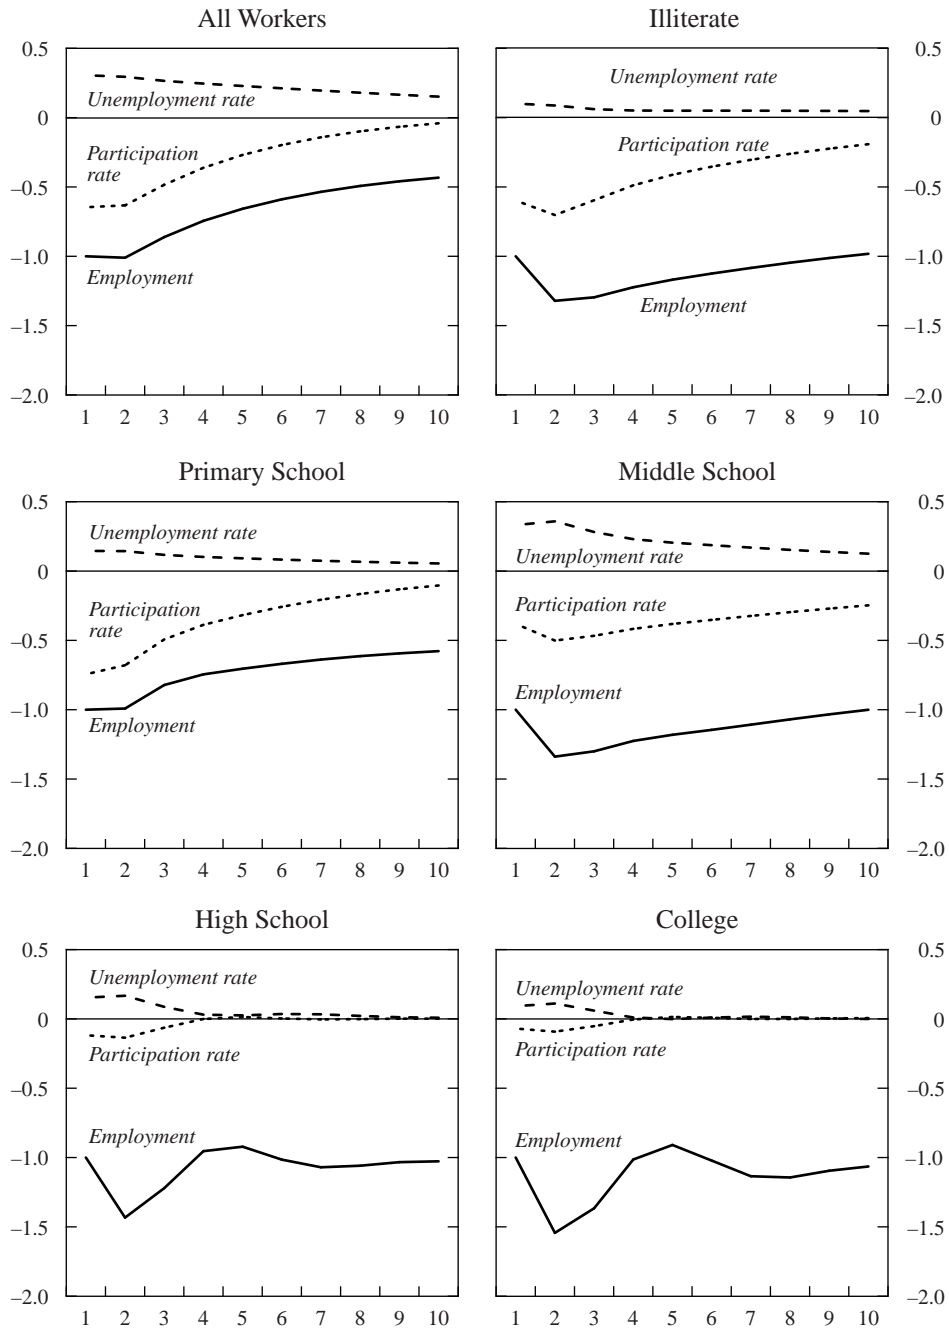 All Workers
0.5
0
–0.5
–1.0
–1.5
–2.0
Unemployment rate
Participation
rate
Employment
1 2 3 4 5 6 7 8 9 10
Illiterate
0.5
0
–0.5
–1.0
–1.5
–2.0
Unemployment rate
Participation rate
Employment
1 2 3 4 5 6 7 8 9 10
Primary School
0.5
0
–0.5
–1.0
–1.5
–2.0
Unemployment rate
Participation
rate
Employment
1 2 3 4 5 6 7 8 9 10
Middle School
0.5
0
–0.5
–1.0
–1.5
–2.0
Unemployment rate
Participation rate
Employment
1 2 3 4 5 6 7 8 9 10
High School
0.5
0
–0.5
–1.0
–1.5
–2.0
Unemployment rate
Participation rate
Employment
1 2 3 4 5 6 7 8 9 10
College
0.5
0
–0.5
–1.0
–1.5
–2.0
Unemployment rate
Participation rate
Employment
1 2 3 4 5 6 7 8 9 10